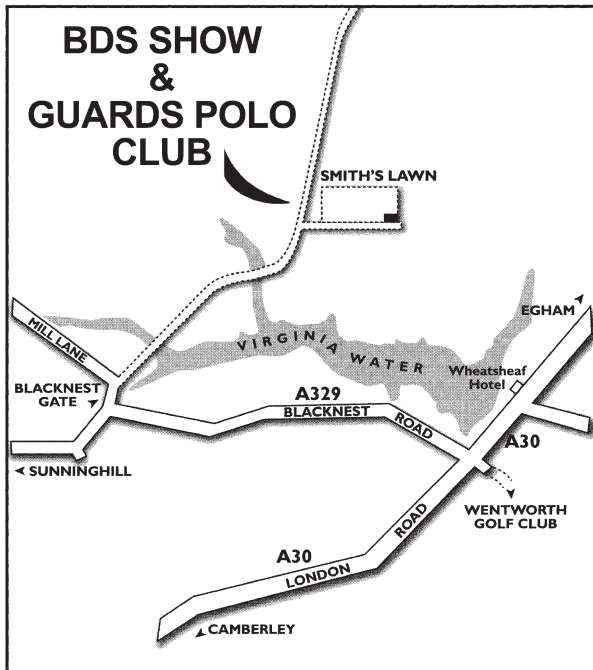 BDS SHOW
&
GUARDS POLO
CLUB
SMITH'S LAWN
EGHAM
MILL LANE
VIRGINIA WATER
Wheatsheaf
Hotel
BLACKNEST
GATE
A329
BLACKNEST ROAD
A30
SUNNINGHILL
WENTWORTH
GOLF CLUB
A30
LONDON ROAD
CAMBERLEY